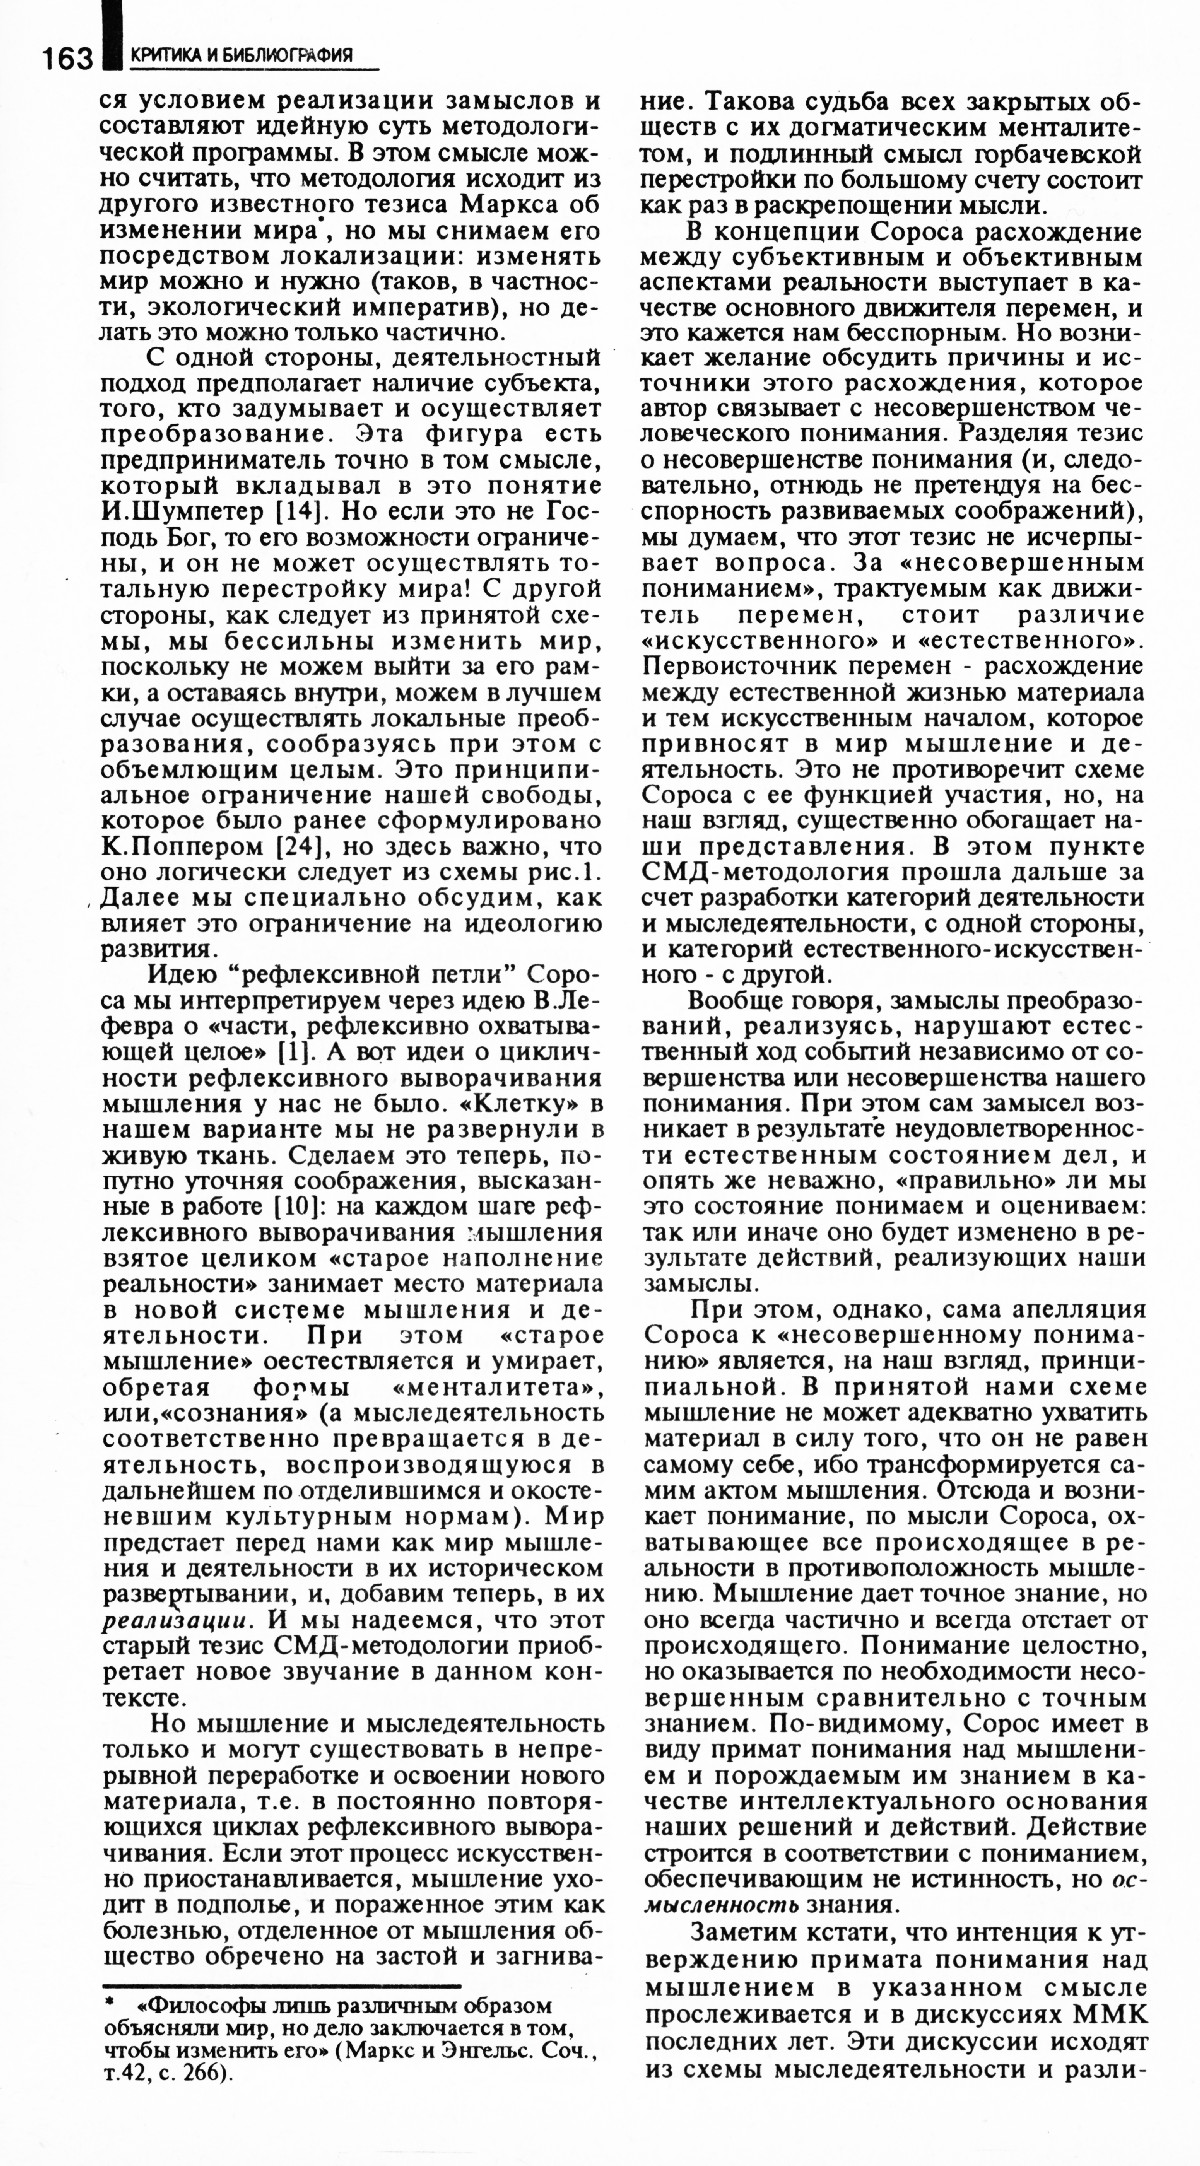 163 КРИТИКА И БИБЛИОГРАФИЯ
ся условием реализации замыслов и
составляют идейную суть методологи-
ческой программы. В этом смысле мож-
но считать, что методология исходит из
другого известного тезиса Маркса об
изменении мира*, но мы снимаем его
посредством локализации: изменять
мир можно и нужно (таков, в частнос-
ти, экологический императив), но де-
лать это можно только частично.
С одной стороны, деятельностный
подход предполагает наличие субъекта,
того, кто задумывает и осуществляет
преобразование. Эта фигура есть
предприниматель точно в том смысле,
который вкладывал в это понятие
И.Шумпетер [14]. Но если это не Гос-
подь Бог, то его возможности ограниче-
ны, и он не может осуществлять то-
тальную перестройку мира! С другой
стороны, как следует из принятой схе-
мы, мы бессильны изменить мир,
поскольку не можем выйти за его рам-
ки, а оставаясь внутри, можем в лучшем
случае осуществлять локальные преоб-
разования, сообразуясь при этом с
объемлющим целым. Это принципи-
альное ограничение нашей свободы,
которое было ранее сформулировано
К.Поппером [24], но здесь важно, что
оно логически следует из схемы рис.1.
Далее мы специально обсудим, как
влияет это ограничение на идеологию
развития.
Идею “рефлексивной петли” Соро-
са мы интерпретируем через идею В.Ле-
февра о «части, рефлексивно охватыва-
ющей целое» [1]. А вот идеи о циклич-
ности рефлексивного выворачивания
мышления у нас не было. «Клетку» в
нашем варианте мы не развернули в
живую ткань. Сделаем это теперь, по-
путно уточняя соображения, высказан-
ные в работе [10]: на каждом шаге реф-
лексивного выворачивания мышления
взятое целиком «старое наполнение
реальности» занимает место материала
в новой системе мышления и де-
ятельности. При этом «старое
мышление» оестествляется и умирает,
обретая формы «менталитета»,
или,«сознания» (а мыследеятельность
соответственно превращается в де-
ятельность, воспроизводящуюся в
дальнейшем по отделившимся и окосте-
невшим культурным нормам). Мир
предстает перед нами как мир мышле-
ния и деятельности в их историческом
развертывании, и, добавим теперь, в их
реализации. И мы надеемся, что этот
старый тезис СМД-методологии приоб-
ретает новое звучание в данном кон-
тексте.
Но мышление и мыследеятельность
только и могут существовать в непре-
рывной переработке и освоении нового
материала, т.е. в постоянно повторя-
ющихся циклах рефлексивного вывора-
чивания. Если этот процесс искусствен-
но приостанавливается, мышление ухо-
дит в подполье, и пораженное этим как
болезнью, отделенное от мышления об-
щество обречено на застой и загнива-
* «Философы лишь различным образом
объясняли мир, но дело заключается в том,
чтобы изменить его» (Маркс и Энгельс. Соч.,
т.42, с. 266).
ние. Такова судьба всех закрытых об-
ществ с их догматическим менталите-
том, и подлинный смысл горбачевской
перестройки по большому счету состоит
как раз в раскрепощении мысли.
В концепции Сороса расхождение
между субъективным и объективным
аспектами реальности выступает в ка-
честве основного движителя перемен, и
это кажется нам бесспорным. Но возни-
кает желание обсудить причины и ис-
точники этого расхождения, которое
автор связывает с несовершенством че-
ловеческого понимания. Разделяя тезис
о несовершенстве понимания (и, следо-
вательно, отнюдь не претендуя на бес-
спорность развиваемых соображений),
мы думаем, что этот тезис не исчерпы-
вает вопроса. За «несовершенным
пониманием», трактуемым как движи-
тель перемен, стоит различие
«искусственного» и «естественного».
Первоисточник перемен - расхождение
между естественной жизнью материала
и тем искусственным началом, которое
привносят в мир мышление и де-
ятельность. Это не противоречит схеме
Сороса с ее функцией участия, но, на
наш взгляд, существенно обогащает на-
ши представления. В этом пункте
СМД-методология прошла дальше за
счет разработки категорий деятельности
и мыследеятельности, с одной стороны,
и категорий естественного-искусствен-
ного - с другой.
Вообще говоря, замыслы преобразо-
ваний, реализуясь, нарушают естес-
твенный ход событий независимо от со-
вершенства или несовершенства нашего
понимания. При этом сам замысел воз-
никает в результате неудовлетвореннос-
ти естественным состоянием дел, и
опять же неважно, «правильно» ли мы
это состояние понимаем и оцениваем:
так или иначе оно будет изменено в ре-
зультате действий, реализующих наши
замыслы.
При этом, однако, сама апелляция
Сороса к «несовершенному понима-
нию» является, на наш взгляд, принци-
пиальной. В принятой нами схеме
мышление не может адекватно ухватить
материал в силу того, что он не равен
самому себе, ибо трансформируется са-
мим актом мышления. Отсюда и возни-
кает понимание, по мысли Сороса, ох-
ватывающее все происходящее в ре-
альности в противоположность мышле-
нию. Мышление дает точное знание, но
оно всегда частично и всегда отстает от
происходящего. Понимание целостно,
но оказывается по необходимости несо-
вершенным сравнительно с точным
знанием. По-видимому, Сорос имеет в
виду примат понимания над мышлени-
ем и порождаемым им знанием в ка-
честве интеллектуального основания
наших решений и действий. Действие
строится в соответствии с пониманием,
обеспечивающим не истинность, но ос-
мысленность знания.
Заметим кстати, что интенция к ут-
верждению примата понимания над
мышлением в указанном смысле
прослеживается и в дискуссиях ММК
последних лет. Эти дискуссии исходят
из схемы мыследеятельности и разли-